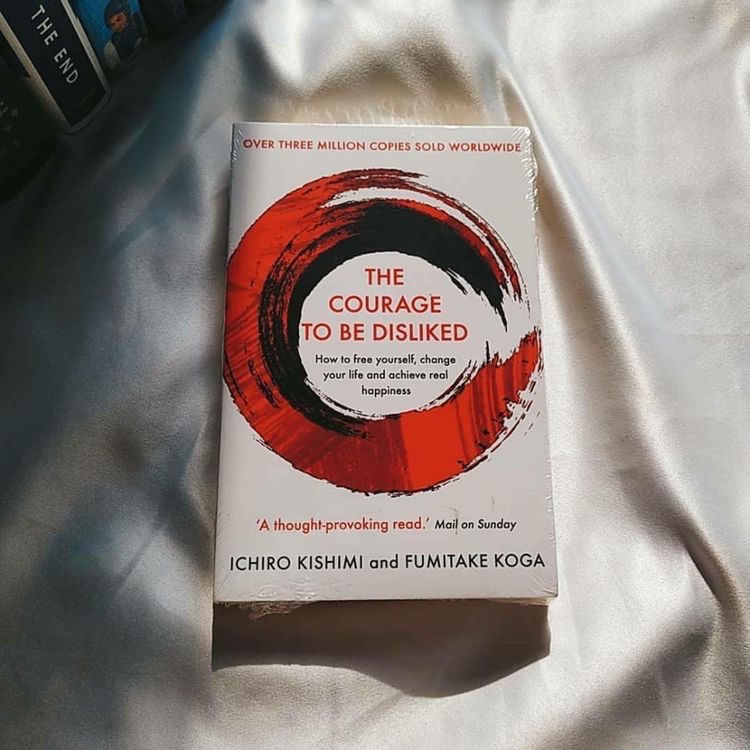 THE END
OVER THREE MILLION COPIES SOLD WORLDWIDE
THE
COURAGE
TO BE DISLIKED
How to free yourself, change
your life and achieve real
happiness
‘A thought-provoking read.’ Mail on Sunday
ICHIRO KISHIMI and FUMITAKE KOGA